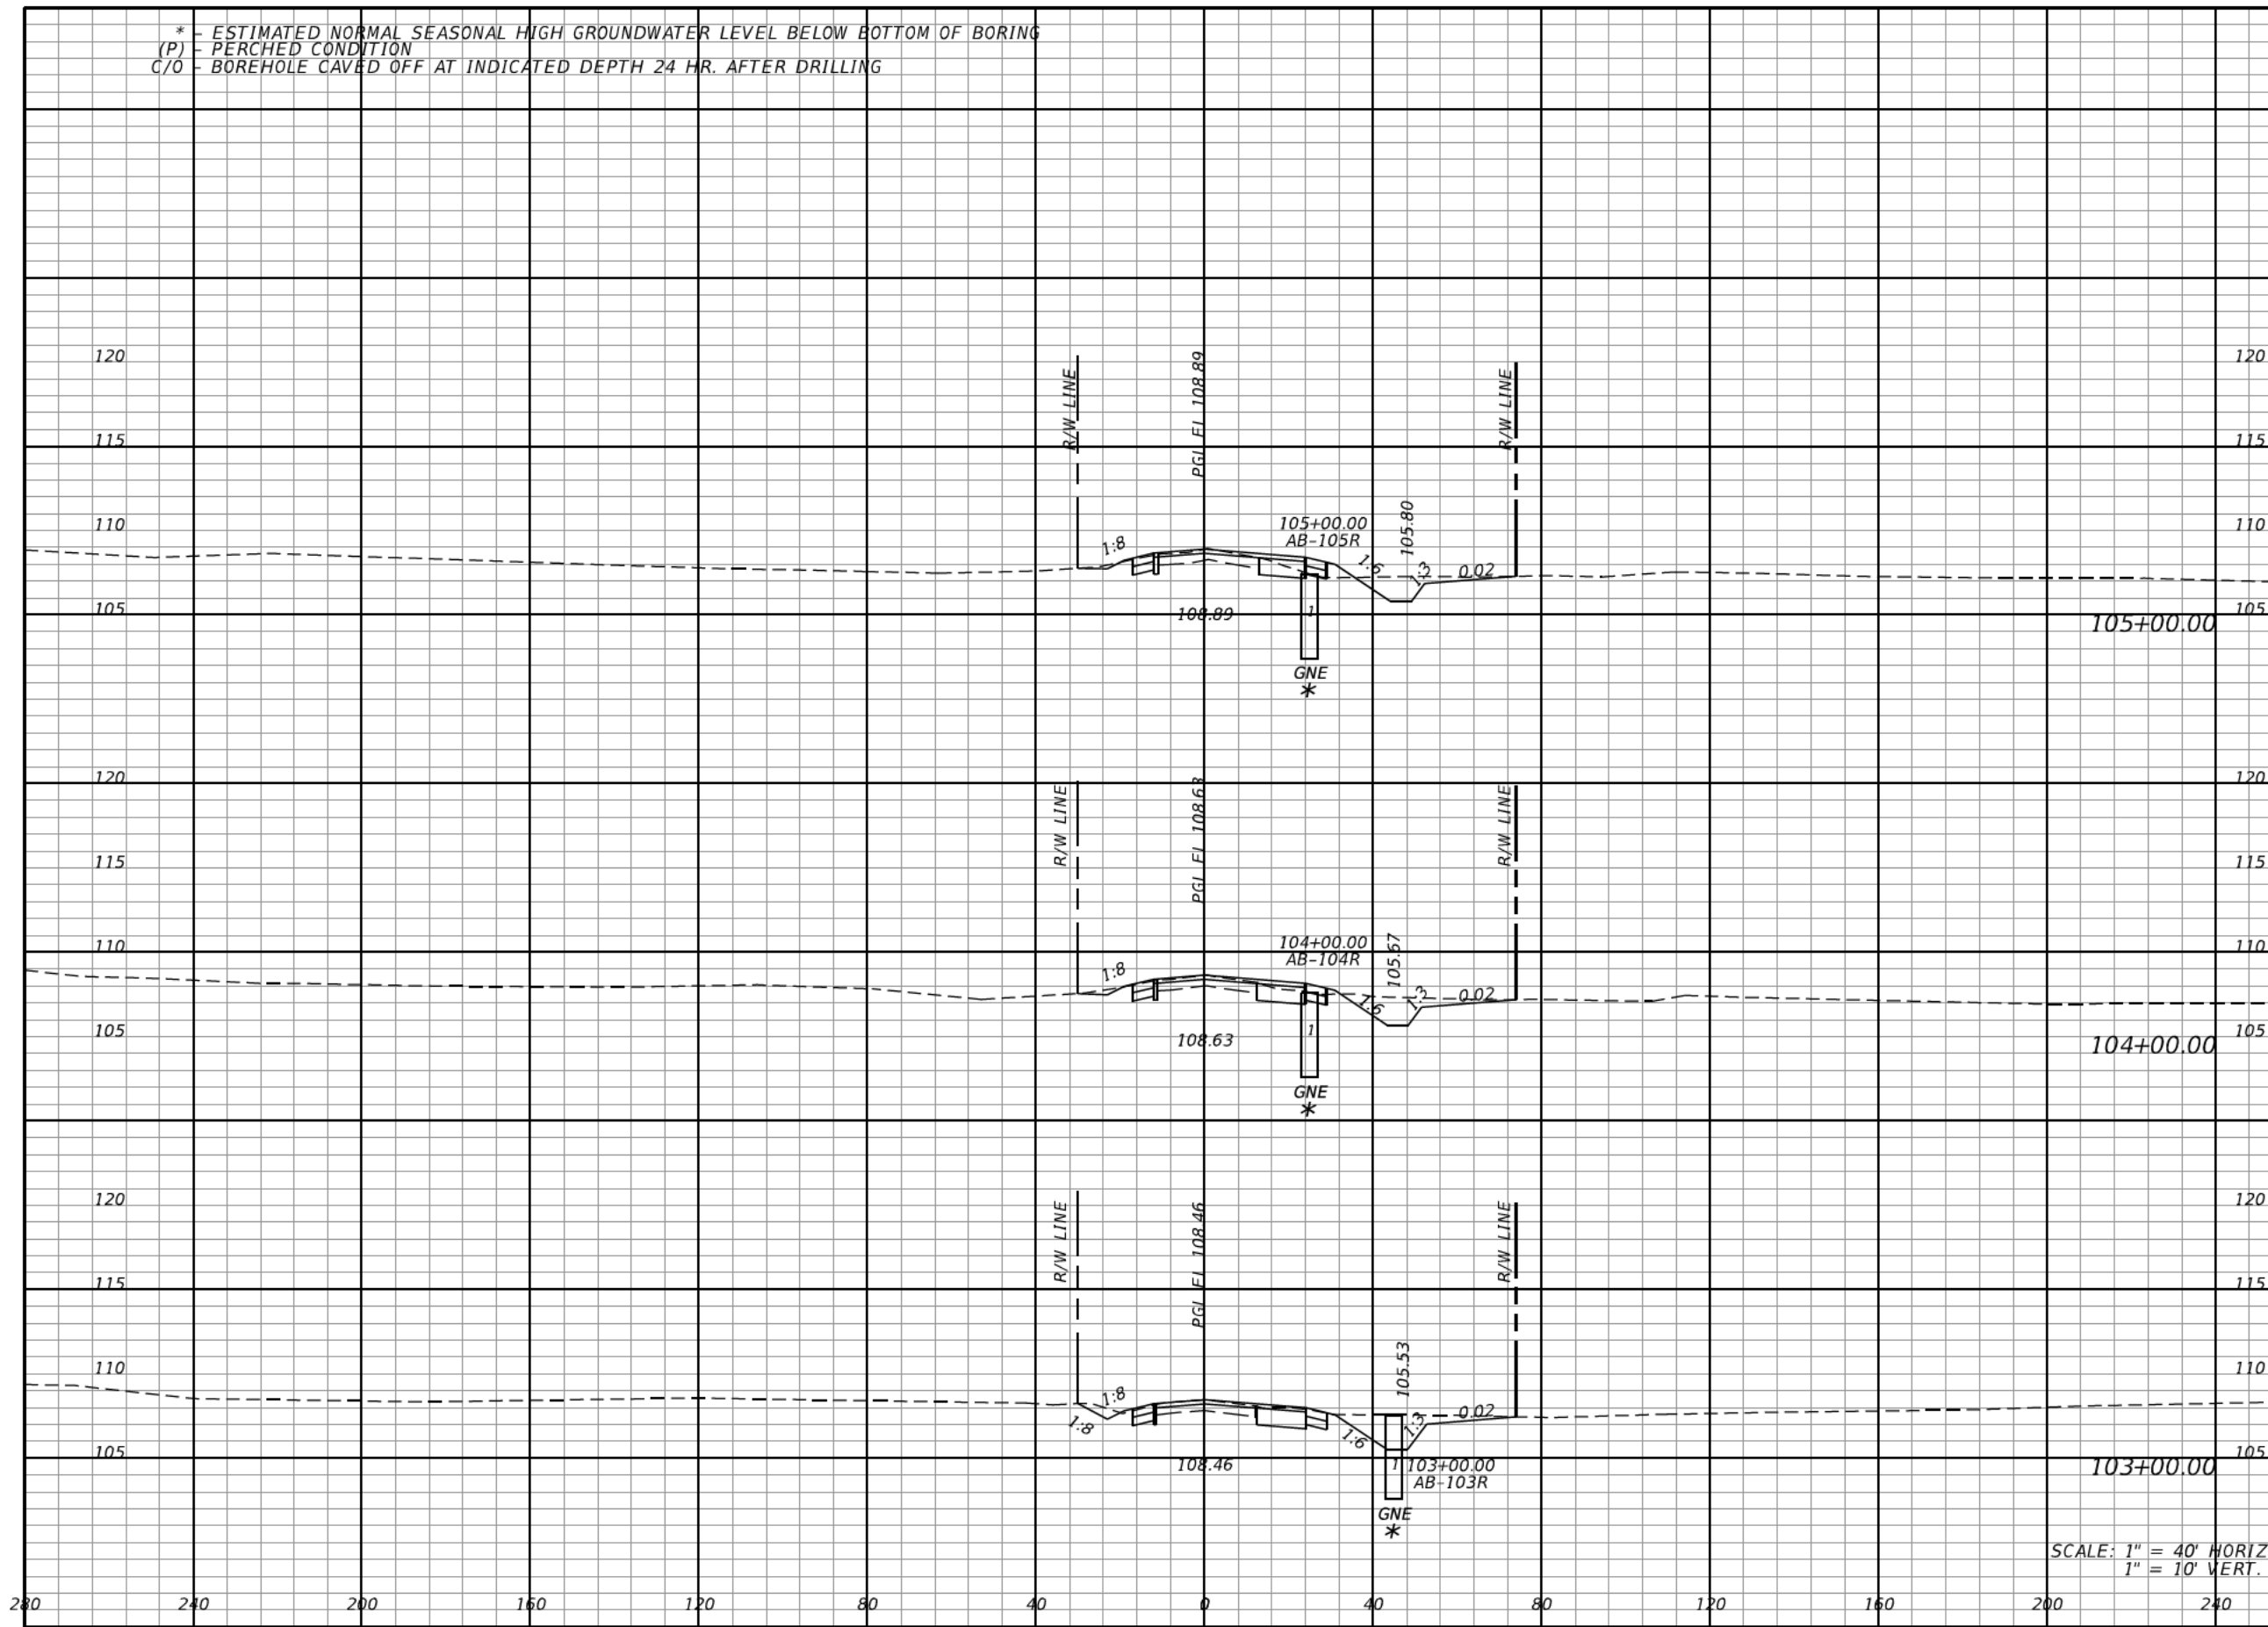 * - ESTIMATED NORMAL SEASONAL HIGH GROUNDWATER LEVEL BELOW BOTTOM OF BORING
(P) - PERCHED CONDITION
C/O - BOREHOLE CAVED OFF AT INDICATED DEPTH 24 HR. AFTER DRILLING
120
R/W LINE
PGL EL 108.89
R/W LINE
120
115
115
110
1:8
105+00.00
AB-105R
105.80
110
1:6
1:3
0.02
105
108.89
1
105
105+00.00
GNE
*
120
R/W LINE
PGL EL 108.63
R/W LINE
120
115
115
110
1:8
104+00.00
AB-104R
105.67
110
1:6
1:3
0.02
105
108.63
1
105
104+00.00
GNE
*
120
R/W LINE
PGL EL 108.46
R/W LINE
120
115
115
110
1:8
105.53
110
1:8
1:6
1:3
0.02
105
108.46
1
103+00.00
AB-103R
105
103+00.00
GNE
*
SCALE: 1" = 40' HORIZ
1" = 10' VERT.
280 240 200 160 120 80 40 0 40 80 120 160 200 240